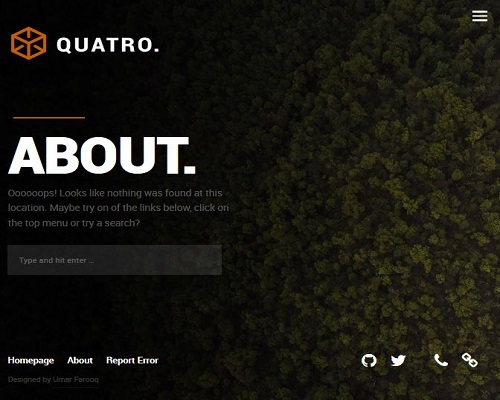 QUATRO.
ABOUT.
Oooooops! Looks like nothing was found at this
location. Maybe try on of the links below, click on
the top menu or try a search?
Type and hit enter ...
Homepage About Report Error
Designed by Umar Farooq